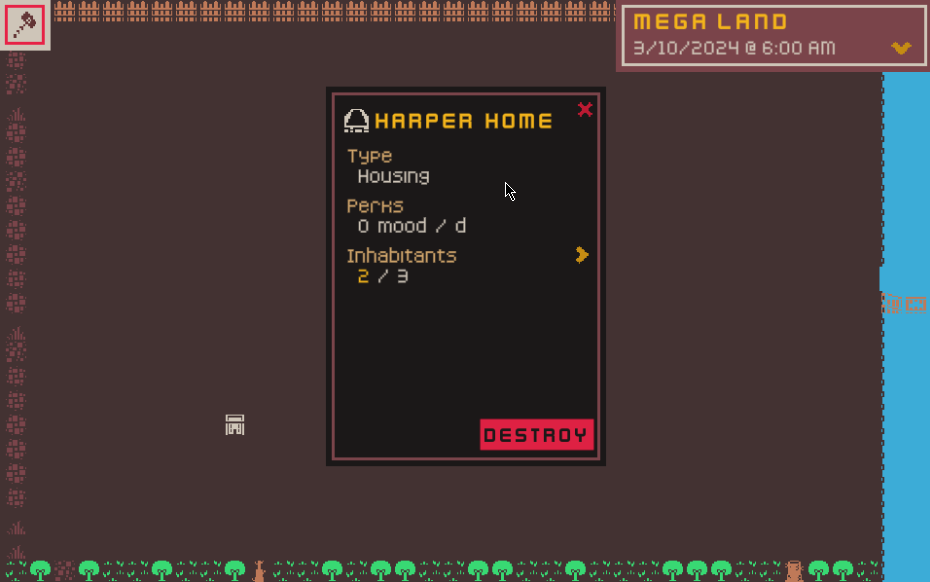 MEGA LAND
3/10/2024 @ 6:00 AM
HARPER HOME
Type
Housing
Perks
0 mood / d
Inhabitants
2 / 3
DESTROY